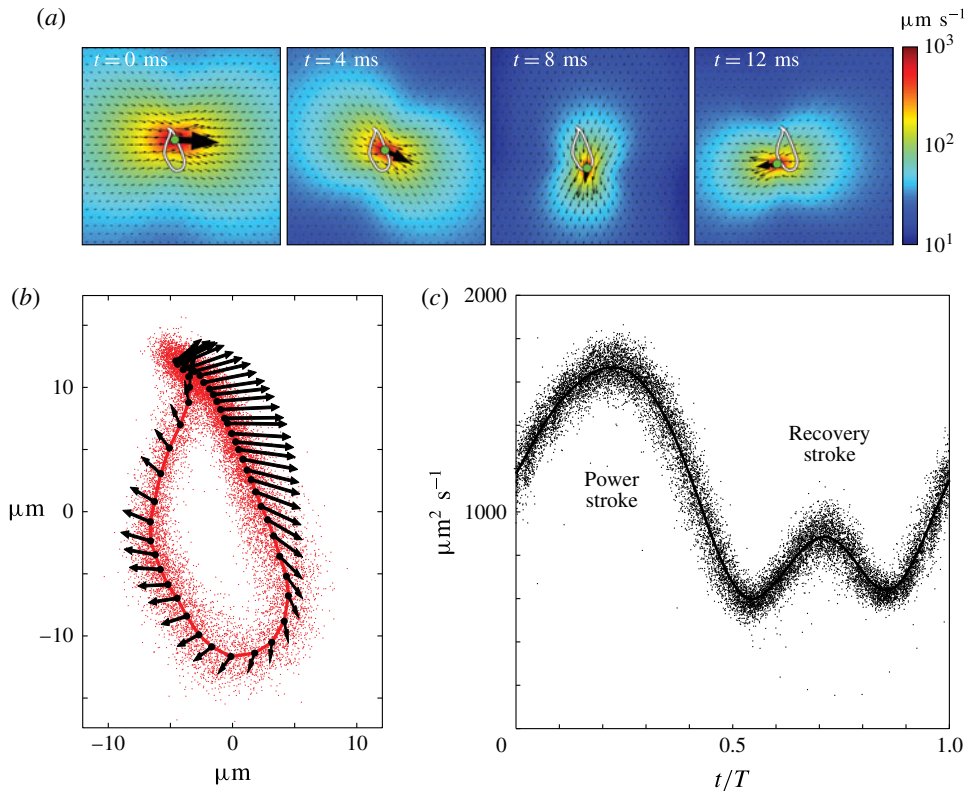 (a)
μm s⁻¹
t = 0 ms
t = 4 ms
t = 8 ms
t = 12 ms
10³
10²
10¹
(b)
(c)
10
0
−10
μm
−10
0
10
μm
2000
1000
0
μm² s⁻¹
Power
stroke
Recovery
stroke
0
0.5
1.0
t/T